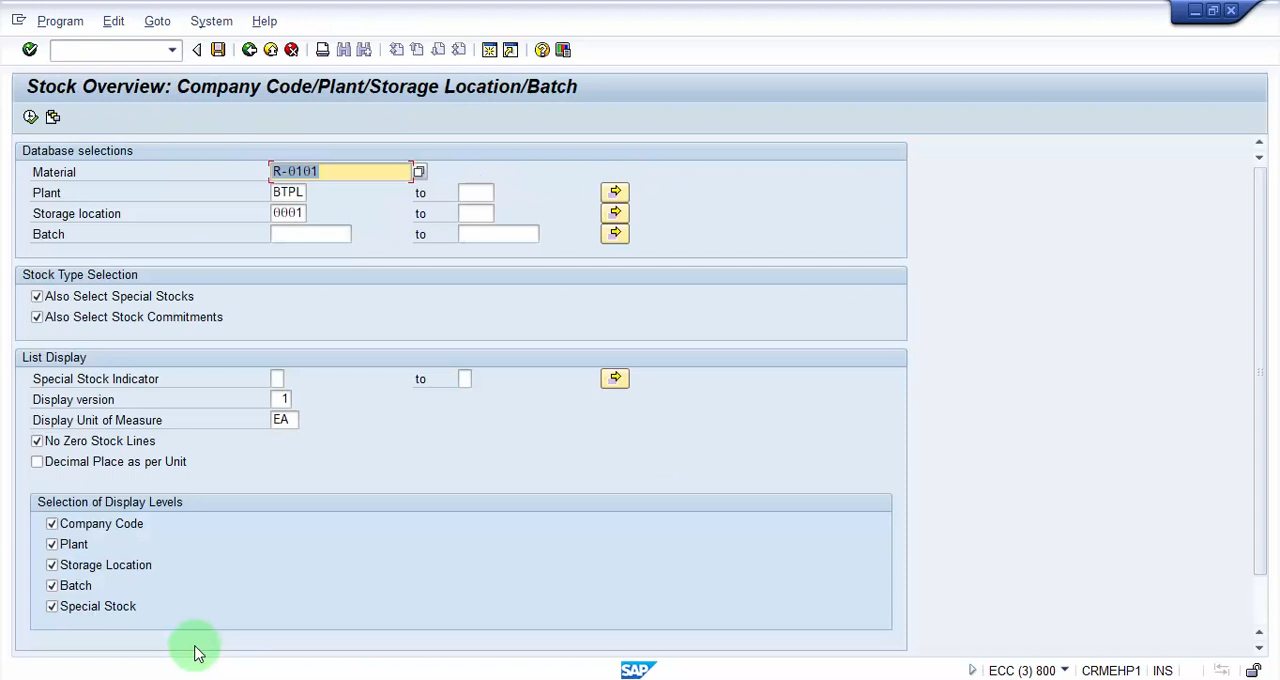 Program Edit Goto System Help
Stock Overview: Company Code/Plant/Storage Location/Batch
Database selections
Material R-0101
Plant BTPL to
Storage location 0001 to
Batch to
Stock Type Selection
Also Select Special Stocks
Also Select Stock Commitments
List Display
Special Stock Indicator to
Display version 1
Display Unit of Measure EA
No Zero Stock Lines
Decimal Place as per Unit
Selection of Display Levels
Company Code
Plant
Storage Location
Batch
Special Stock
SAP ECC (3) 800 CRMEHP1 INS